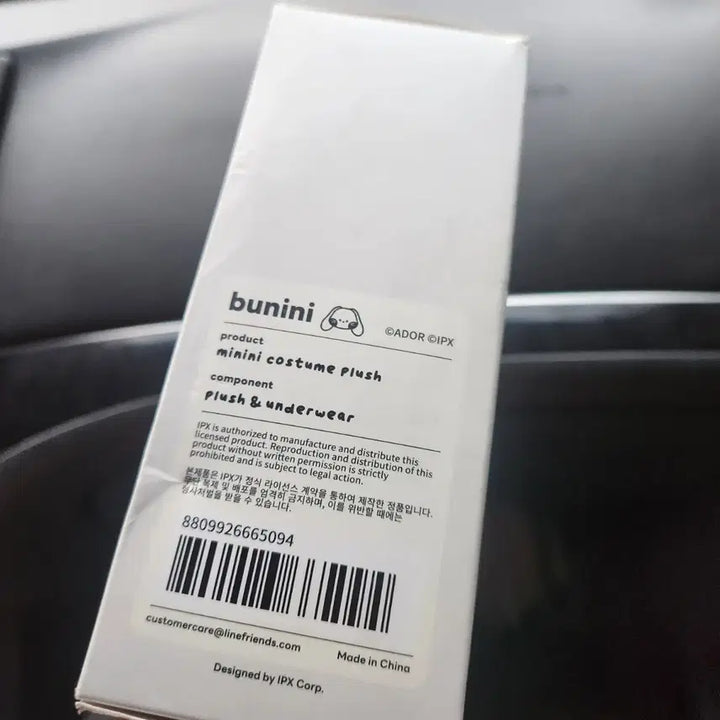 bunini
©ADOR ©IPX
product
minini costume plush
component
plush & underwear
IPX is authorized to manufacture and distribute this
licensed product. Reproduction and distribution of this
product without written permission is strictly
prohibited and is subject to legal action.
본제품은 IPX가 정식 라이선스 계약을 통하여 제작한 정품입니다.
무단 복제 및 배포를 엄격히 금지하며, 이를 위반할 때에는
형사처벌을 받을 수 있습니다.
8809926665094
customercare@linefriends.com
Made in China
Designed by IPX Corp.